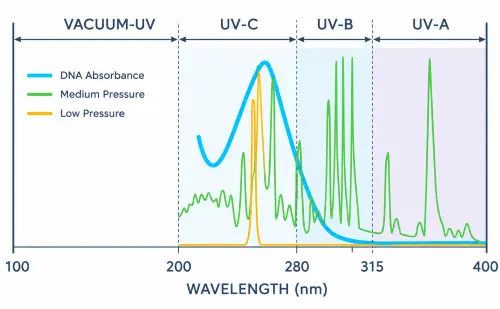 VACUUM-UV UV-C UV-B UV-A
DNA Absorbance
Medium Pressure
Low Pressure
100 200 280 315 400
WAVELENGTH (nm)